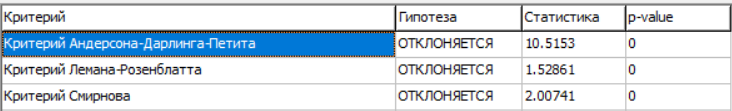 Критерий Гипотеза Статистика p-value
Критерий Андерсона-Дарлинга-Петита ОТКЛОНЯЕТСЯ 10.5153 0
Критерий Лемана-Розенблатта ОТКЛОНЯЕТСЯ 1.52861 0
Критерий Смирнова ОТКЛОНЯЕТСЯ 2.00741 0